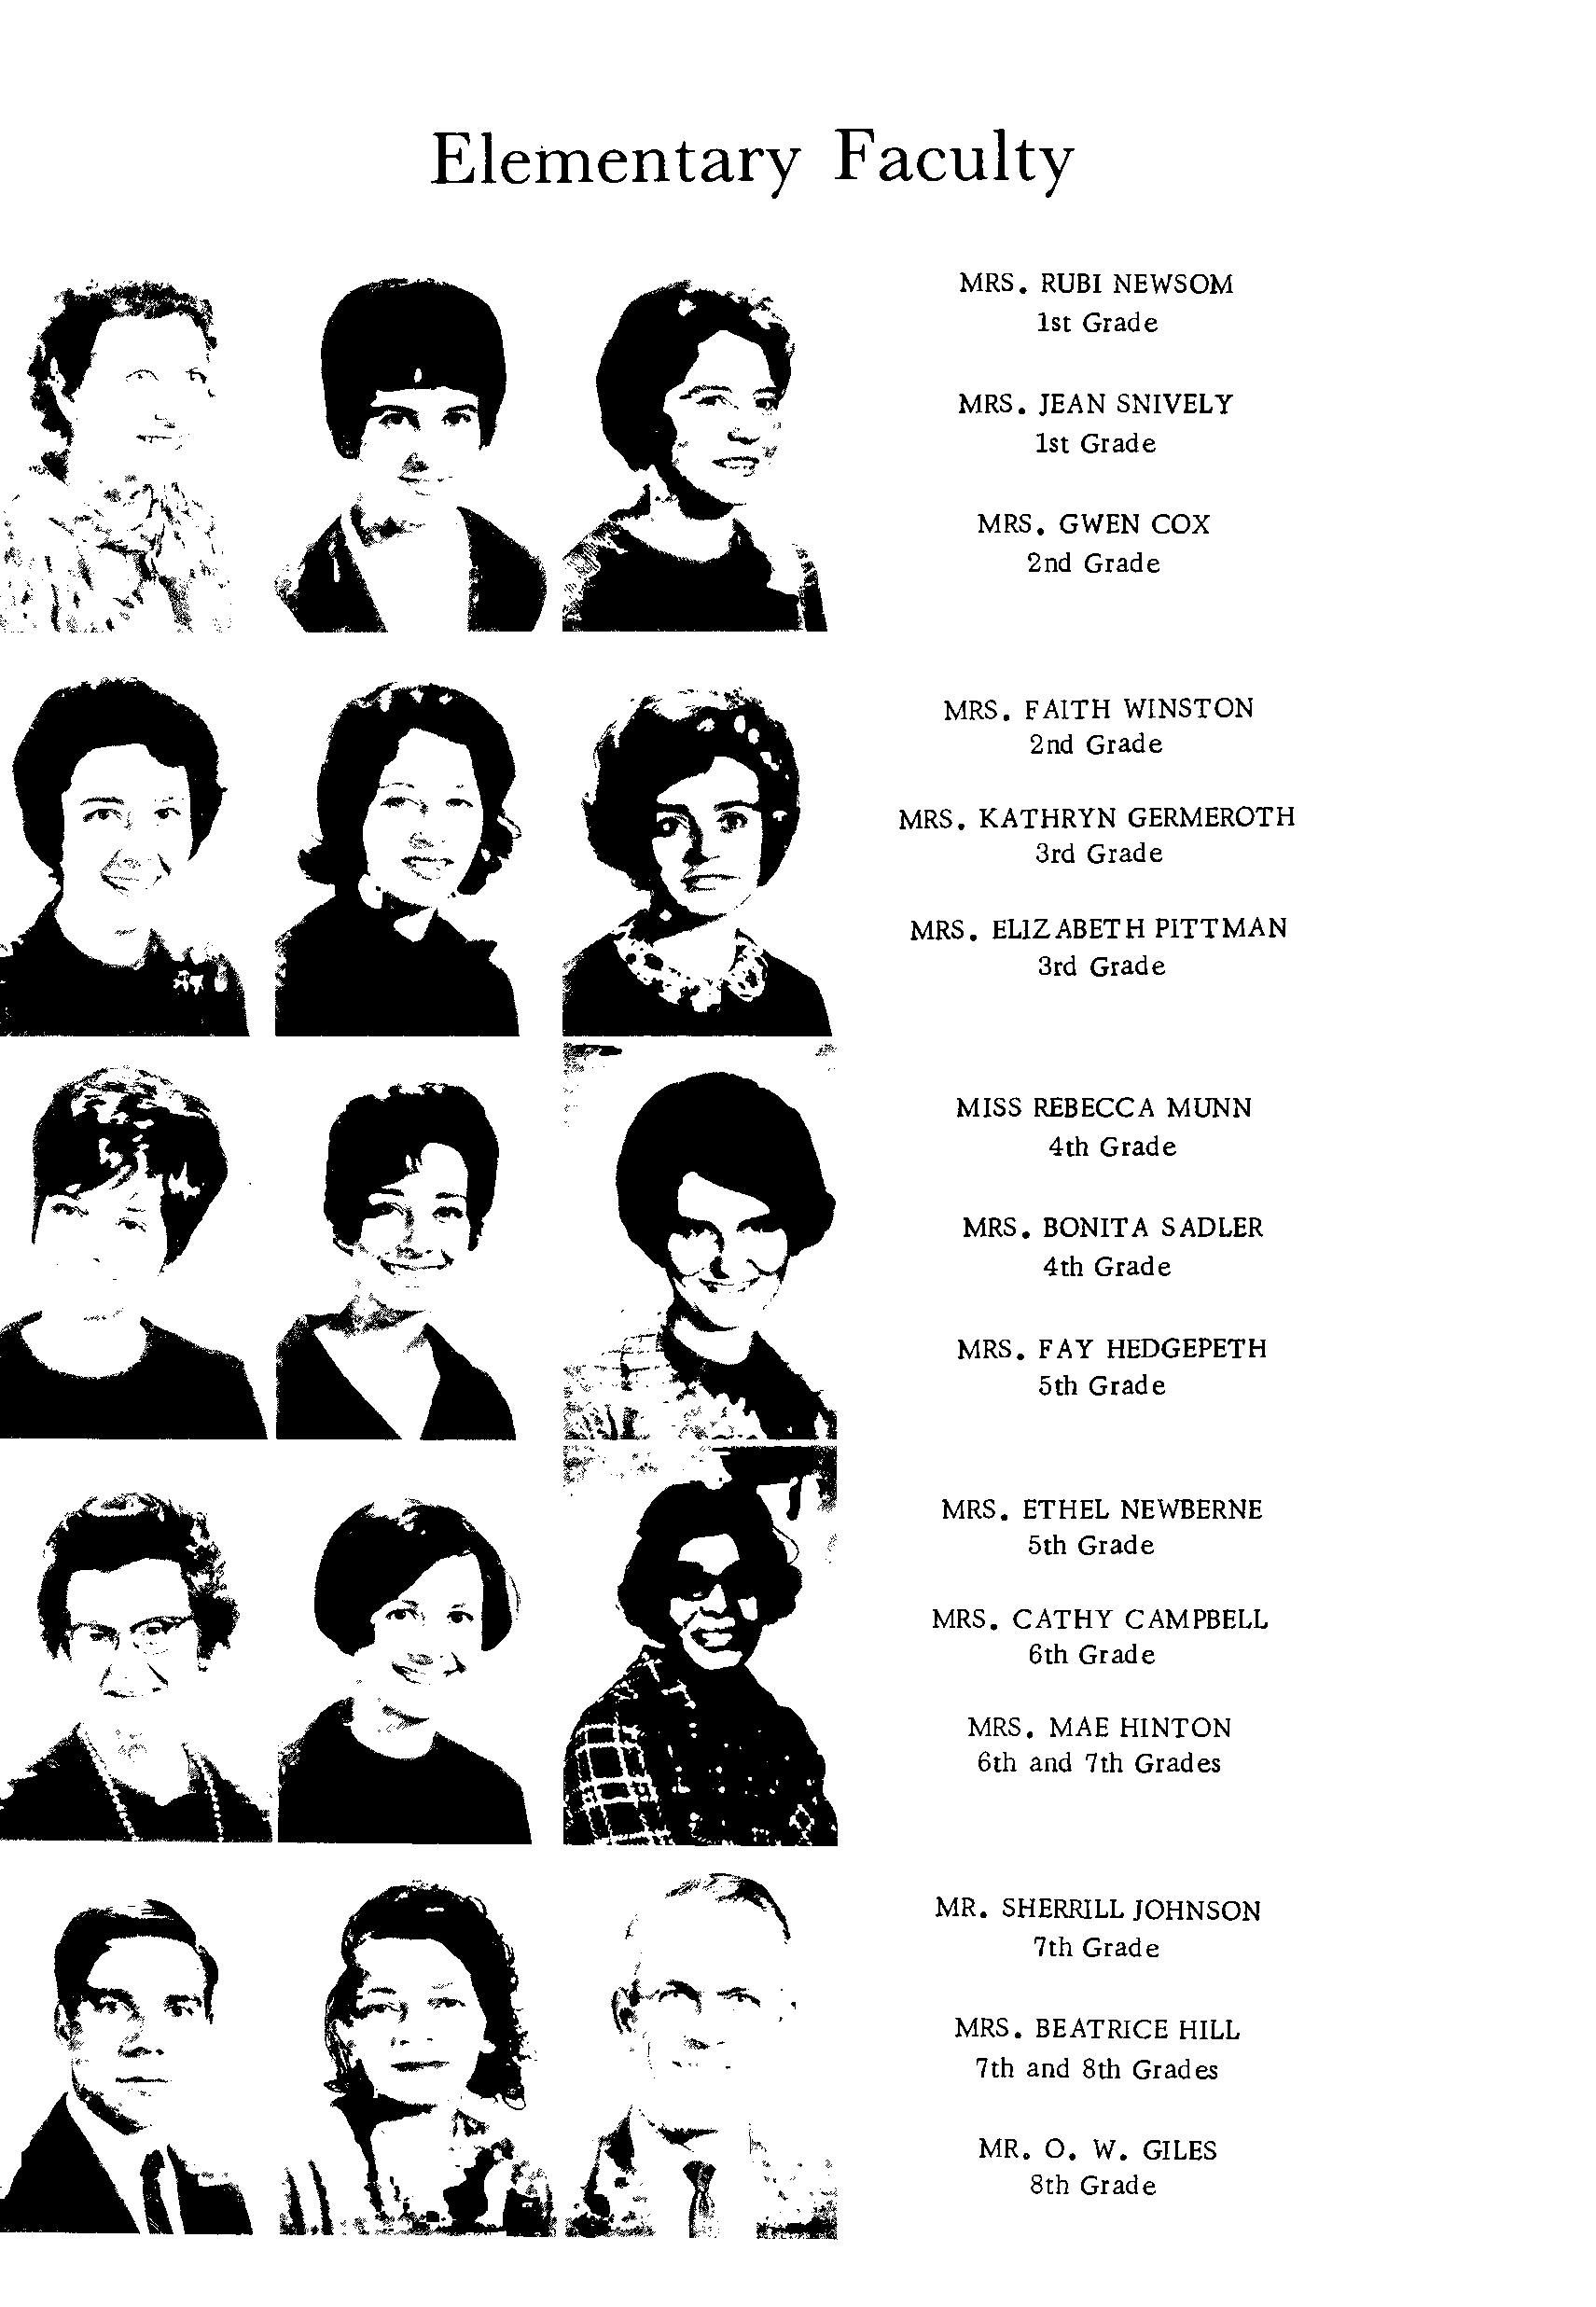 Elementary Faculty
MRS. RUBI NEWSOM
1st Grade
MRS. JEAN SNIVELY
1st Grade
MRS. GWEN COX
2nd Grade
MRS. FAITH WINSTON
2nd Grade
MRS. KATHRYN GERMEROTH
3rd Grade
MRS. ELIZABETH PITTMAN
3rd Grade
MISS REBECCA MUNN
4th Grade
MRS. BONITA SADLER
4th Grade
MRS. FAY HEDGEPETH
5th Grade
MRS. ETHEL NEWBERNE
5th Grade
MRS. CATHY CAMPBELL
6th Grade
MRS. MAE HINTON
6th and 7th Grades
MR. SHERRILL JOHNSON
7th Grade
MRS. BEATRICE HILL
7th and 8th Grades
MR. O. W. GILES
8th Grade